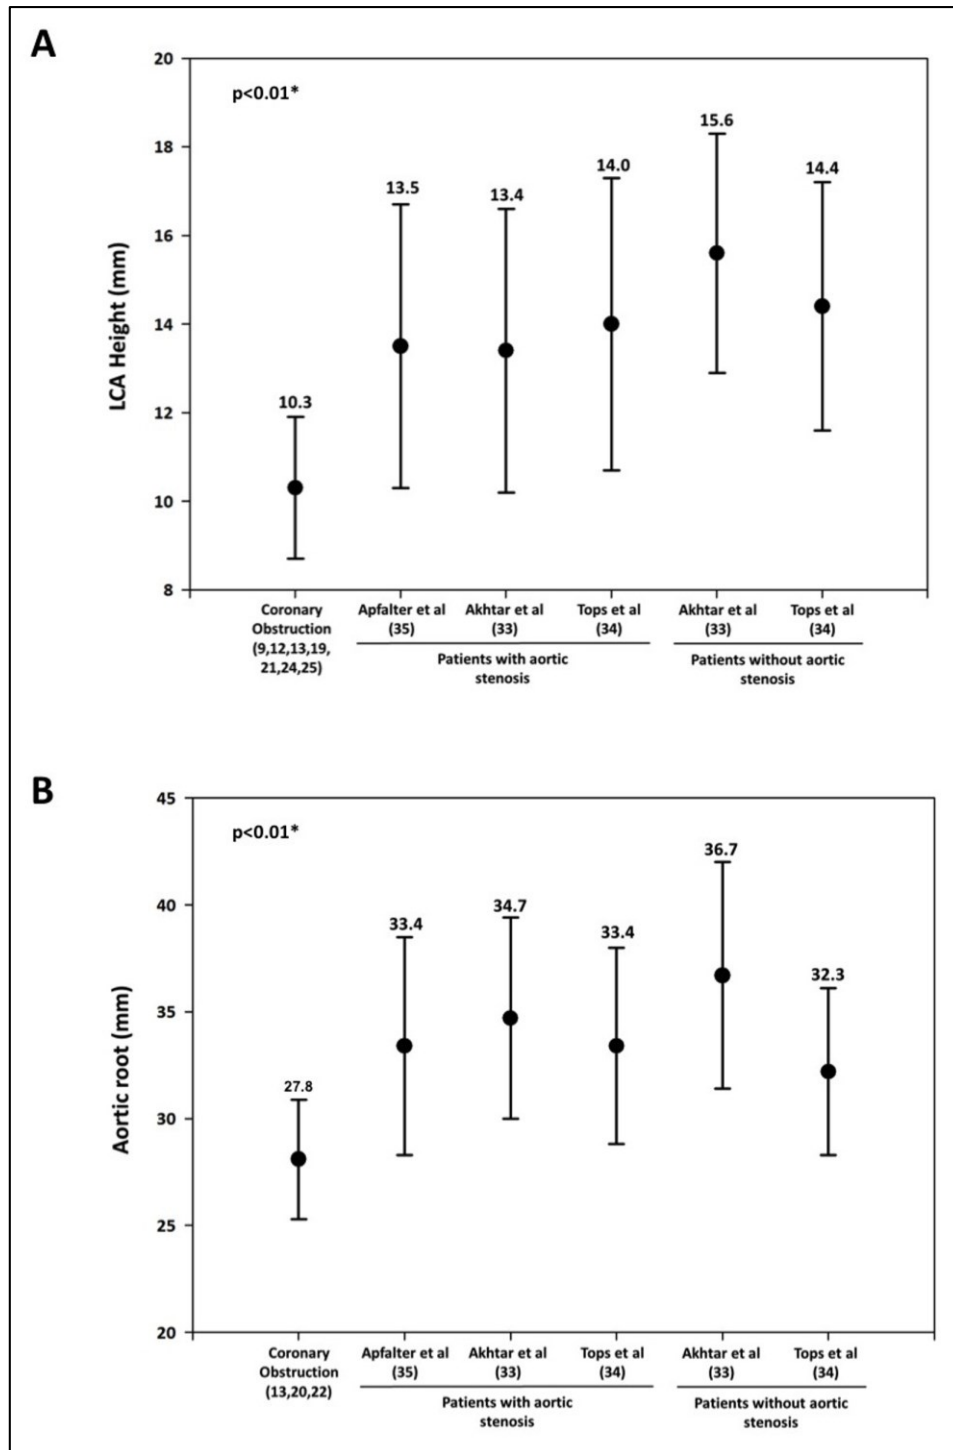 A
p<0.01*
LCA Height (mm)
20
18
16
14
12
10
8
10.3
13.5
13.4
14.0
15.6
14.4
Coronary
Obstruction
(9,12,13,19,
21,24,25)
Apfalter et al
(35)
Akhtar et al
(33)
Tops et al
(34)
Akhtar et al
(33)
Tops et al
(34)
Patients with aortic
stenosis
Patients without aortic
stenosis
B
p<0.01*
Aortic root (mm)
45
40
35
30
25
20
27.8
33.4
34.7
33.4
36.7
32.3
Coronary
Obstruction
(13,20,22)
Apfalter et al
(35)
Akhtar et al
(33)
Tops et al
(34)
Akhtar et al
(33)
Tops et al
(34)
Patients with aortic
stenosis
Patients without aortic
stenosis